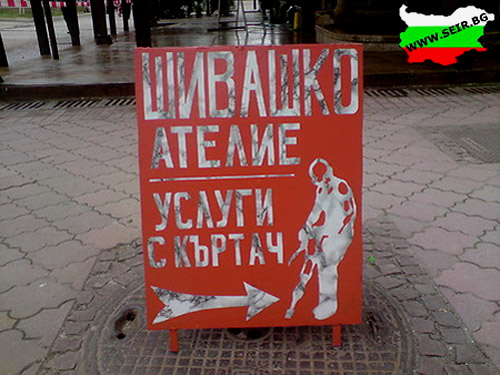 WWW.SEIR.BG
ШИВАШКО
АТЕЛИЕ
УСЛУГИ
С КЪРТАЧ